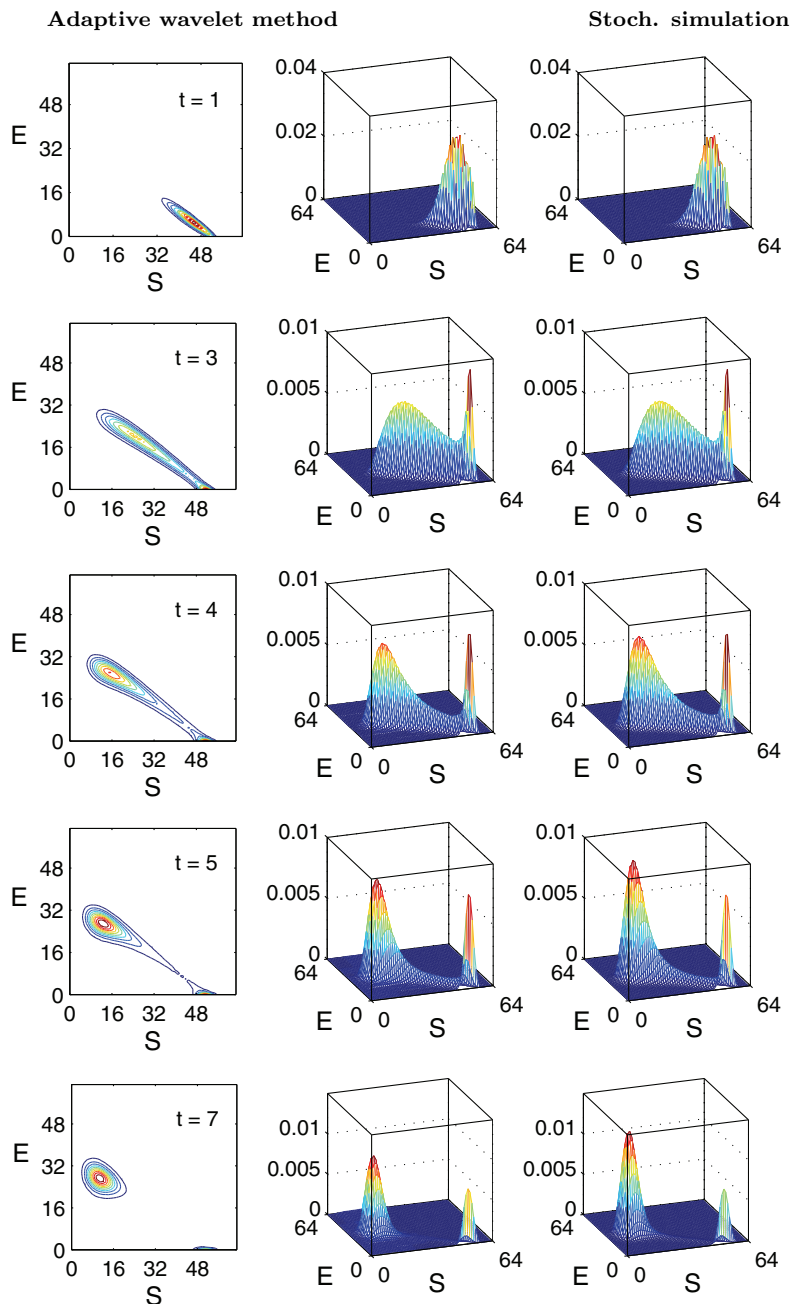 Adaptive wavelet method Stoch. simulation
48
E 32
16
0
0 16 32 48
S
t = 1
0.04
0.02
0
64
E 0 0 S 64
0.04
0.02
0
64
E 0 0 S 64
48
E 32
16
0
0 16 32 48
S
t = 3
0.01
0.005
0
64
E 0 0 S 64
0.01
0.005
0
64
E 0 0 S 64
48
E 32
16
0
0 16 32 48
S
t = 4
0.01
0.005
0
64
E 0 0 S 64
0.01
0.005
0
64
E 0 0 S 64
48
E 32
16
0
0 16 32 48
S
t = 5
0.01
0.005
0
64
E 0 0 S 64
0.01
0.005
0
64
E 0 0 S 64
48
E 32
16
0
0 16 32 48
S
t = 7
0.01
0.005
0
64
E 0 0 S 64
0.01
0.005
0
64
E 0 0 S 64